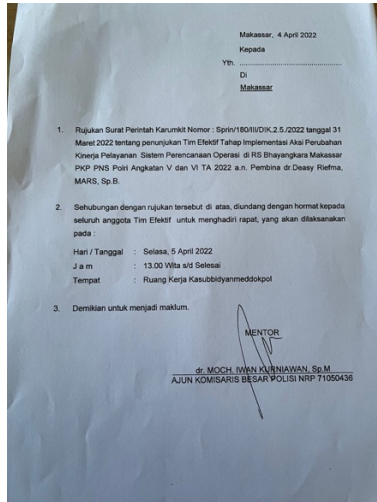 Makassar, 4 April 2022
Kepada
Yth. ........................................
Di
Makassar
1. Rujukan Surat Perintah Karumkit Nomor : Sprin/180/III/DIK.2.5./2022 tanggal 31
Maret 2022 tentang penunjukan Tim Efektif Tahap Implementasi Aksi Perubahan
Kinerja Pelayanan Sistem Perencanaan Operasi di RS Bhayangkara Makassar
PKP PNS Polri Angkatan V dan VI TA 2022 a.n. Pembina dr.Deasy Riefma,
MARS, Sp.B.
2. Sehubungan dengan rujukan tersebut di atas, diundang dengan hormat kepada
seluruh anggota Tim Efektif untuk menghadiri rapat, yang akan dilaksanakan
pada :
Hari / Tanggal : Selasa, 5 April 2022
J a m : 13.00 Wita s/d Selesai
Tempat : Ruang Kerja Kasubbidyanmeddokpol
3. Demikian untuk menjadi maklum.
MENTOR
dr. MOCH. IWAN KURNIAWAN, Sp.M
AJUN KOMISARIS BESAR POLISI NRP 71050436